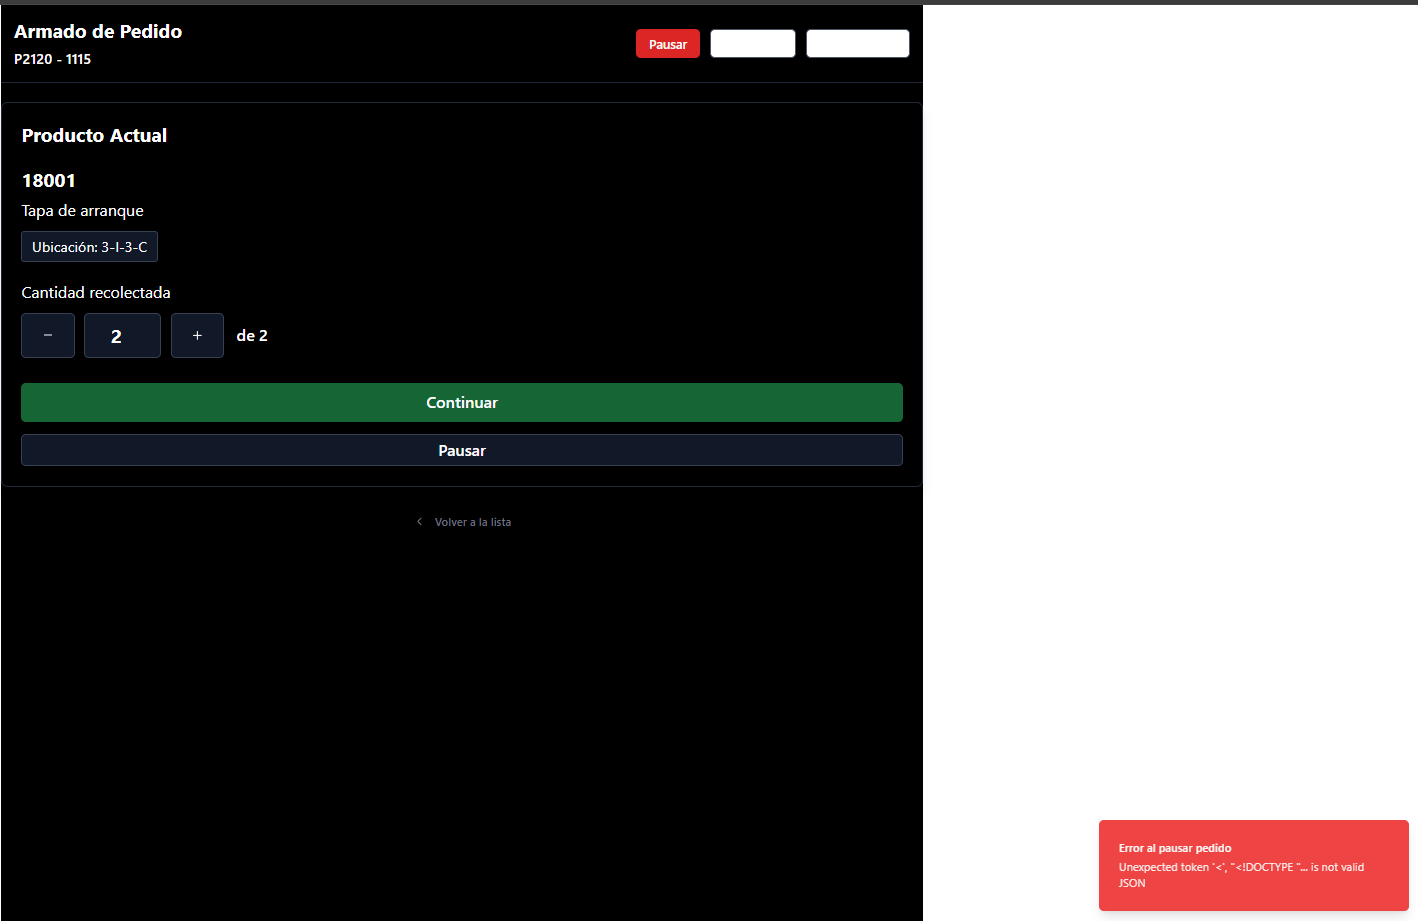 Armado de Pedido
P2120 - 1115
Pausar
Producto Actual
18001
Tapa de arranque
Ubicación: 3-I-3-C
Cantidad recolectada
− 2 + de 2
Continuar
Pausar
Volver a la lista
Error al pausar pedido
Unexpected token '<', "<!DOCTYPE "... is not valid
JSON